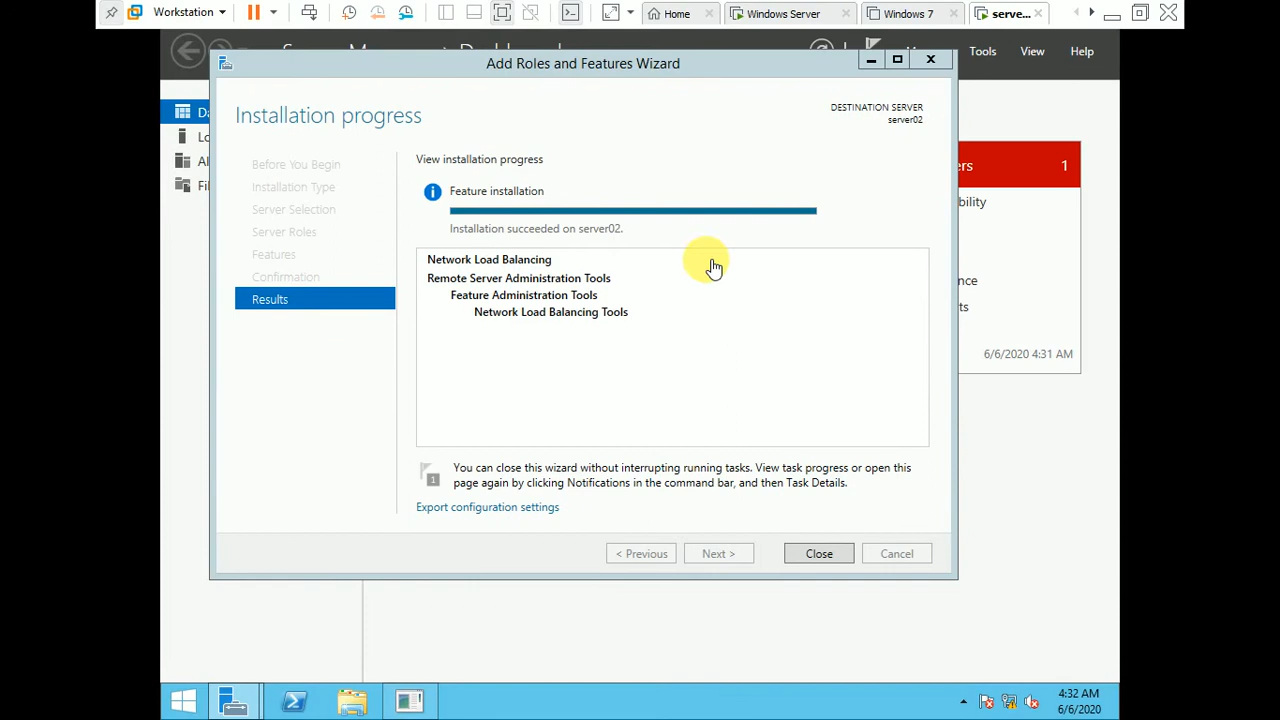 Workstation
Home
Windows Server
Windows 7
serve...
Tools
View
Help
Add Roles and Features Wizard
Installation progress
DESTINATION SERVER
server02
Before You Begin
Installation Type
Server Selection
Server Roles
Features
Confirmation
Results
View installation progress
Feature installation
Installation succeeded on server02.
Network Load Balancing
Remote Server Administration Tools
Feature Administration Tools
Network Load Balancing Tools
1
You can close this wizard without interrupting running tasks. View task progress or open this
page again by clicking Notifications in the command bar, and then Task Details.
Export configuration settings
< Previous
Next >
Close
Cancel
1
6/6/2020 4:31 AM
4:32 AM
6/6/2020